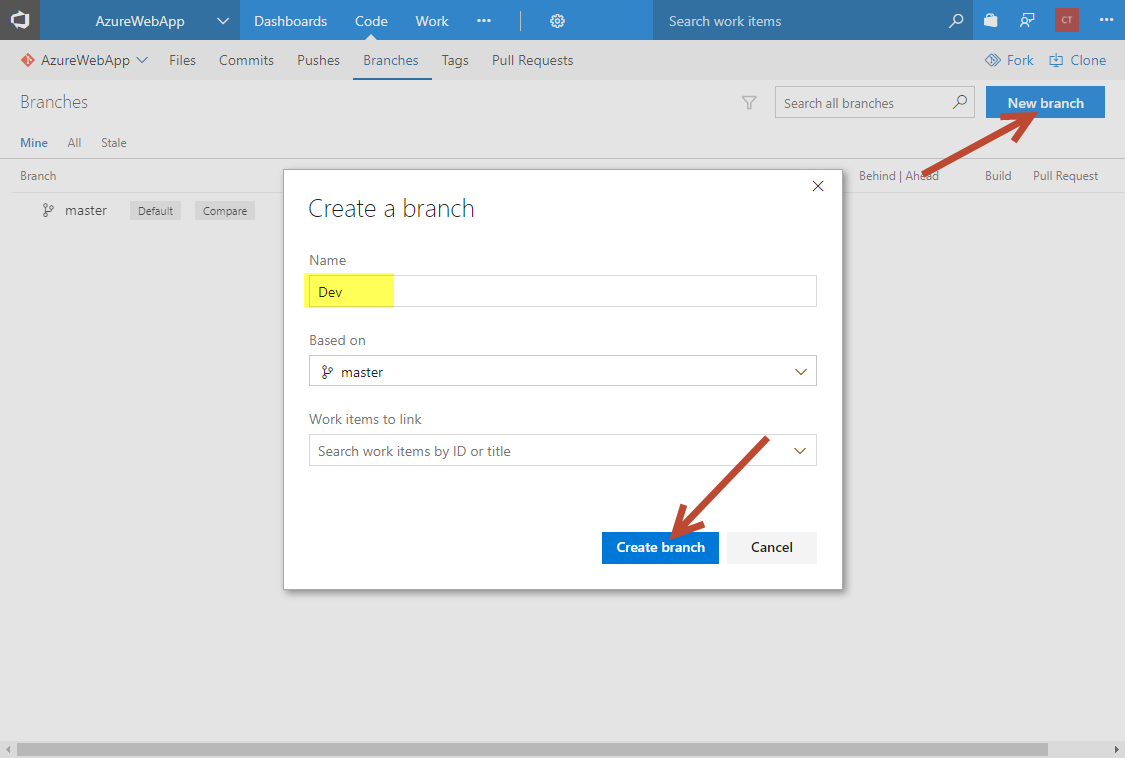 AzureWebApp Dashboards Code Work ••• Search work items CT •••
AzureWebApp Files Commits Pushes Branches Tags Pull Requests Fork Clone
Branches Search all branches New branch
Mine All Stale
Branch Behind | Ahead Build Pull Request
master Default Compare
Create a branch
Name
Dev
Based on
master
Work items to link
Search work items by ID or title
Create branch Cancel